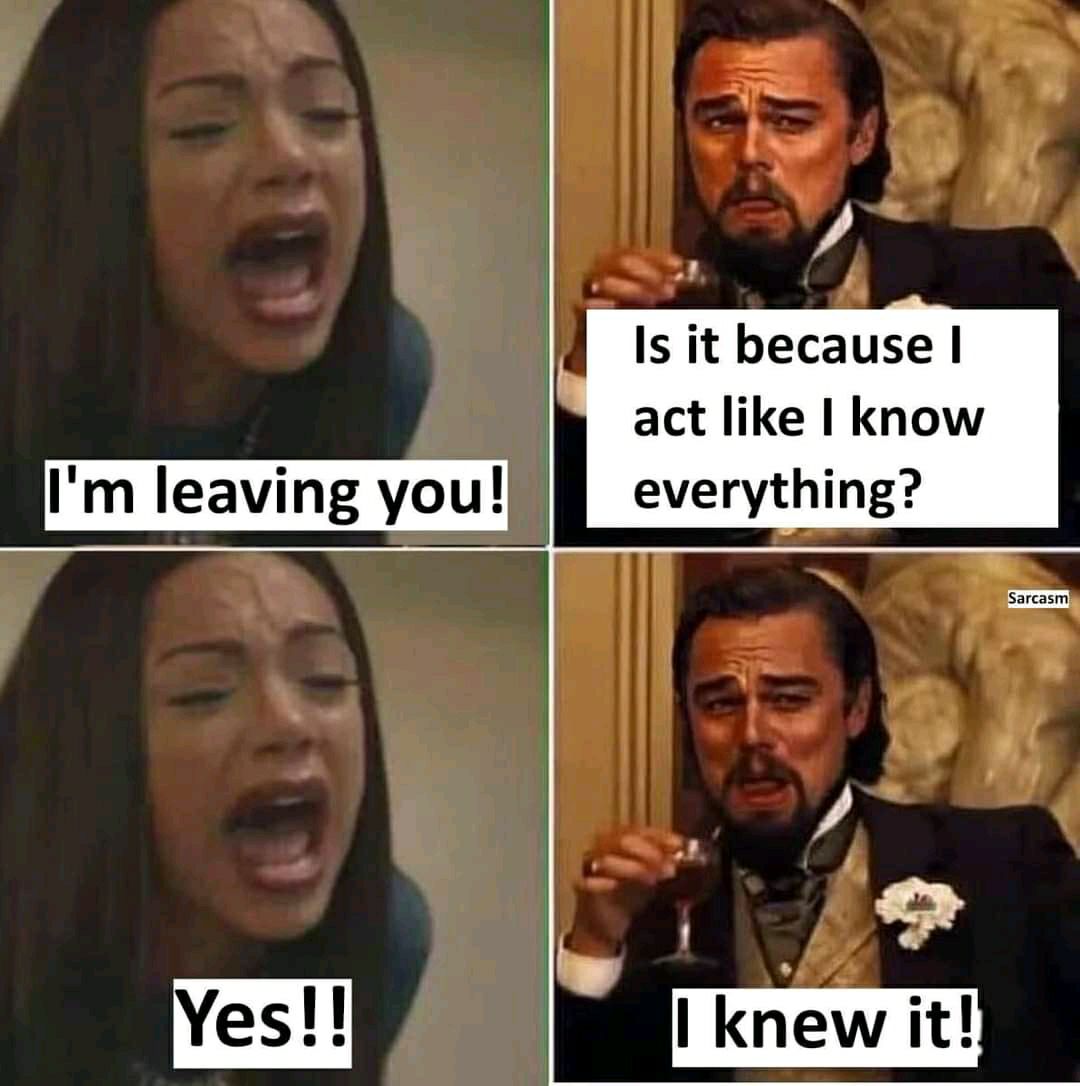 I'm leaving you!
Is it because I
act like I know
everything?
Sarcasm
Yes!!
I knew it!